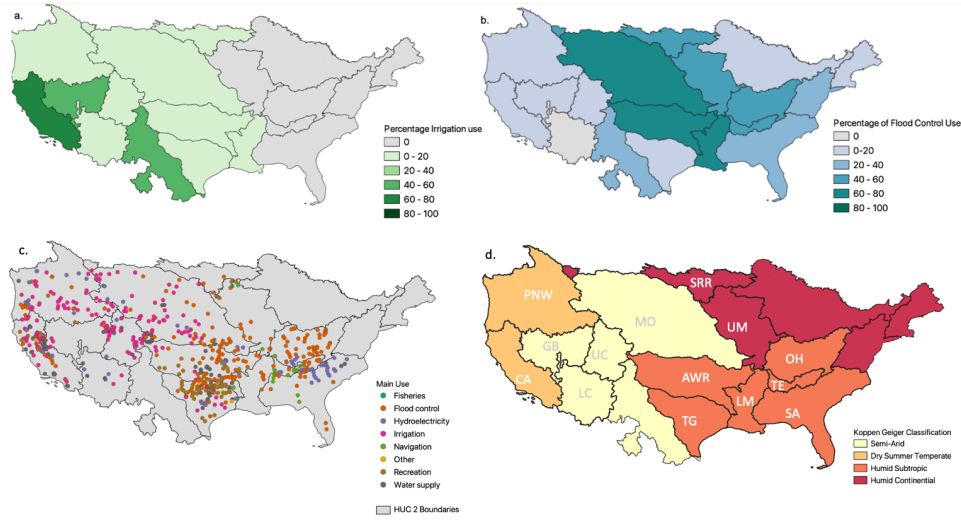 a.
Percentage Irrigation use
0
0 - 20
20 - 40
40 - 60
60 - 80
80 - 100
b.
Percentage of Flood Control Use
0
0-20
20 - 40
40 - 60
60 - 80
80 - 100
c.
Main Use
Fisheries
Flood control
Hydroelectricity
Irrigation
Navigation
Other
Recreation
Water supply
HUC 2 Boundaries
d.
PNW
SRR
MO
UM
GB
UC
OH
CA
LC
AWR
TE
LM
TG
SA
Koppen Geiger Classification
Semi-Arid
Dry Summer Temperate
Humid Subtropic
Humid Continental